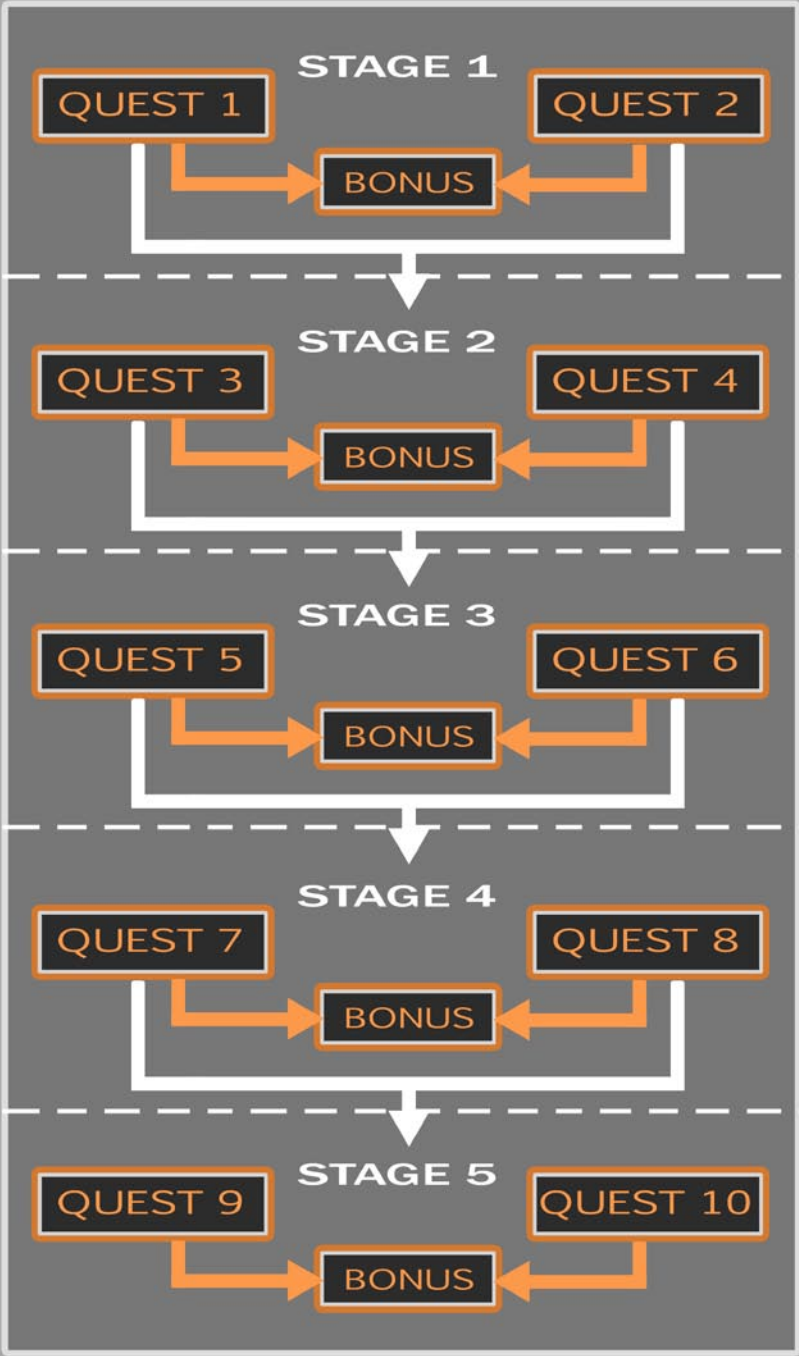 STAGE 1
QUEST 1
QUEST 2
BONUS
STAGE 2
QUEST 3
QUEST 4
BONUS
STAGE 3
QUEST 5
QUEST 6
BONUS
STAGE 4
QUEST 7
QUEST 8
BONUS
STAGE 5
QUEST 9
QUEST 10
BONUS